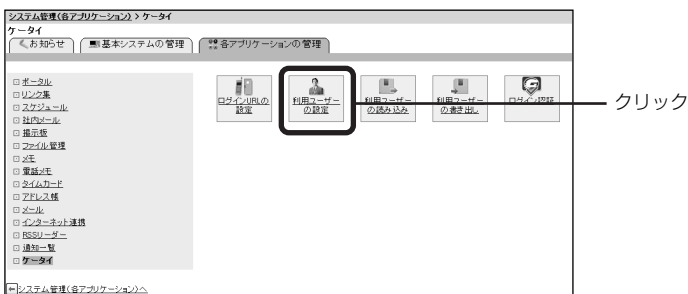 システム管理(各アプリケーション) > ケータイ
ケータイ
お知らせ 基本システムの管理 各アプリケーションの管理
ポータル
リンク集
スケジュール
社内メール
掲示板
ファイル管理
メモ
電話メモ
タイムカード
アドレス帳
メール
インターネット連携
RSSリーダー
通知一覧
ケータイ
ログインURLの設定
利用ユーザーの設定
利用ユーザーの読み込み
利用ユーザーの書き出し
ログイン認証
クリック
システム管理(各アプリケーション)へ